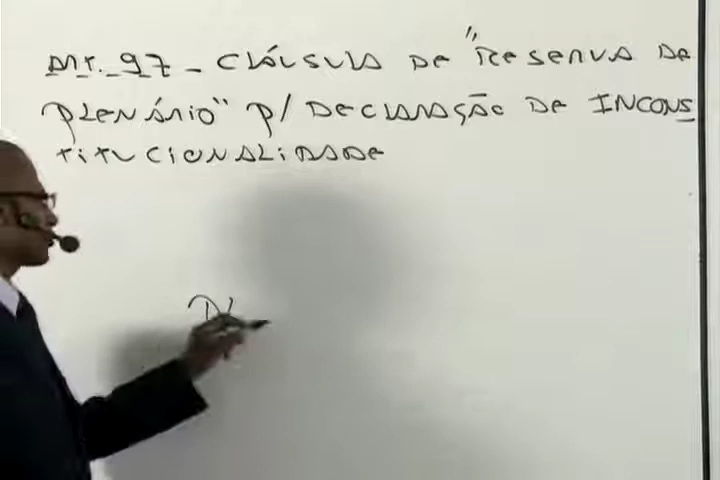 Art. 97 - Cláusula de "reserva de
plenário" p/ declaração de incons
titucionalidade